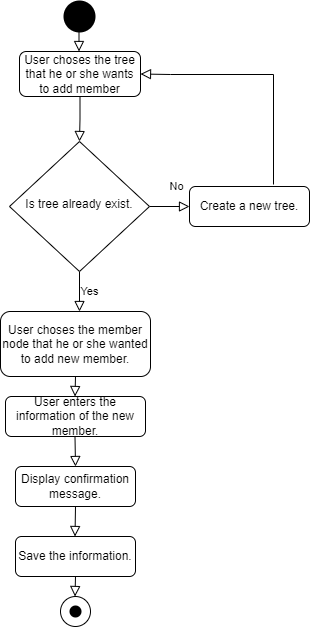 User choses the tree
that he or she wants
to add member
Is tree already exist.
No
Create a new tree.
Yes
User choses the member
node that he or she wanted
to add new member.
User enters the
information of the new
member.
Display confirmation
message.
Save the information.